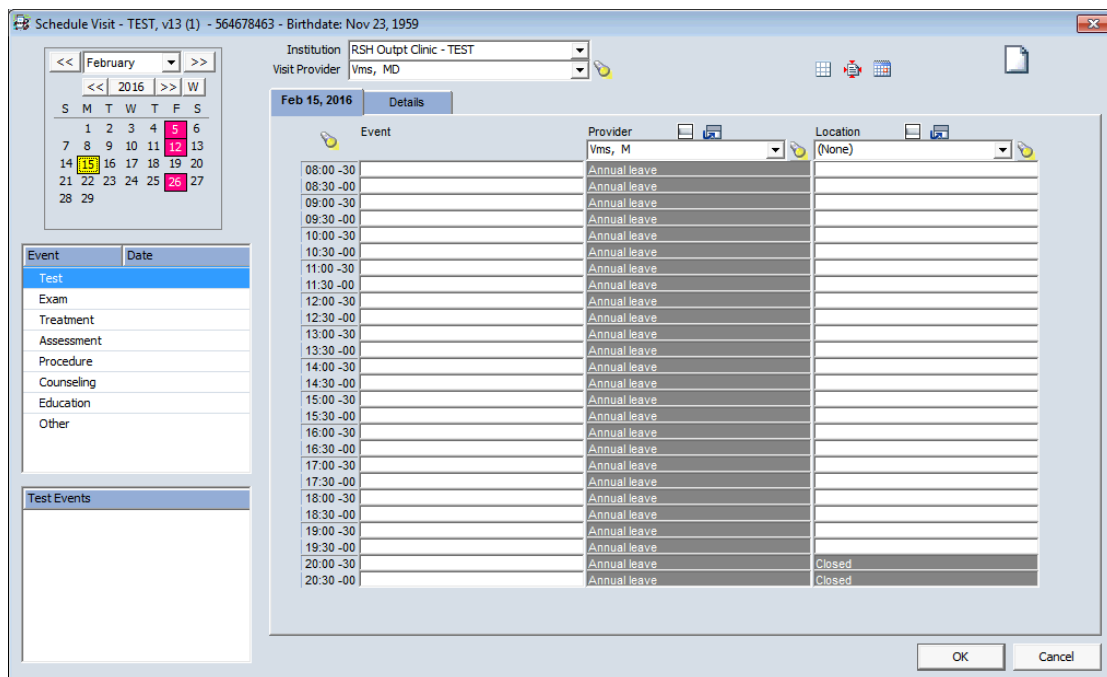 Schedule Visit - TEST, v13 (1) - 564678463 - Birthdate: Nov 23, 1959
<< February >>
<< 2016 >> W
S M T W T F S
1 2 3 4 5 6
7 8 9 10 11 12 13
14 15 16 17 18 19 20
21 22 23 24 25 26 27
28 29
Institution RSH Outpt Clinic - TEST
Visit Provider Vms, MD
Feb 15, 2016 Details
Event Provider Location
Vms, M (None)
08:00 -30 Annual leave
08:30 -00 Annual leave
09:00 -30 Annual leave
09:30 -00 Annual leave
10:00 -30 Annual leave
10:30 -00 Annual leave
11:00 -30 Annual leave
11:30 -00 Annual leave
12:00 -30 Annual leave
12:30 -00 Annual leave
13:00 -30 Annual leave
13:30 -00 Annual leave
14:00 -30 Annual leave
14:30 -00 Annual leave
15:00 -30 Annual leave
15:30 -00 Annual leave
16:00 -30 Annual leave
16:30 -00 Annual leave
17:00 -30 Annual leave
17:30 -00 Annual leave
18:00 -30 Annual leave
18:30 -00 Annual leave
19:00 -30 Annual leave
19:30 -00 Annual leave
20:00 -30 Annual leave Closed
20:30 -00 Annual leave Closed
Event Date
Test
Exam
Treatment
Assessment
Procedure
Counseling
Education
Other
Test Events
OK Cancel